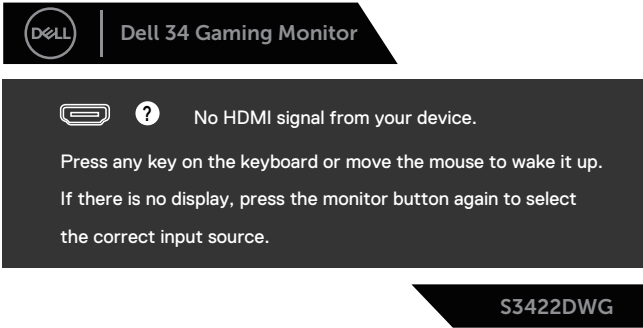 DELL
Dell 34 Gaming Monitor
? No HDMI signal from your device.
Press any key on the keyboard or move the mouse to wake it up.
If there is no display, press the monitor button again to select
the correct input source.
S3422DWG